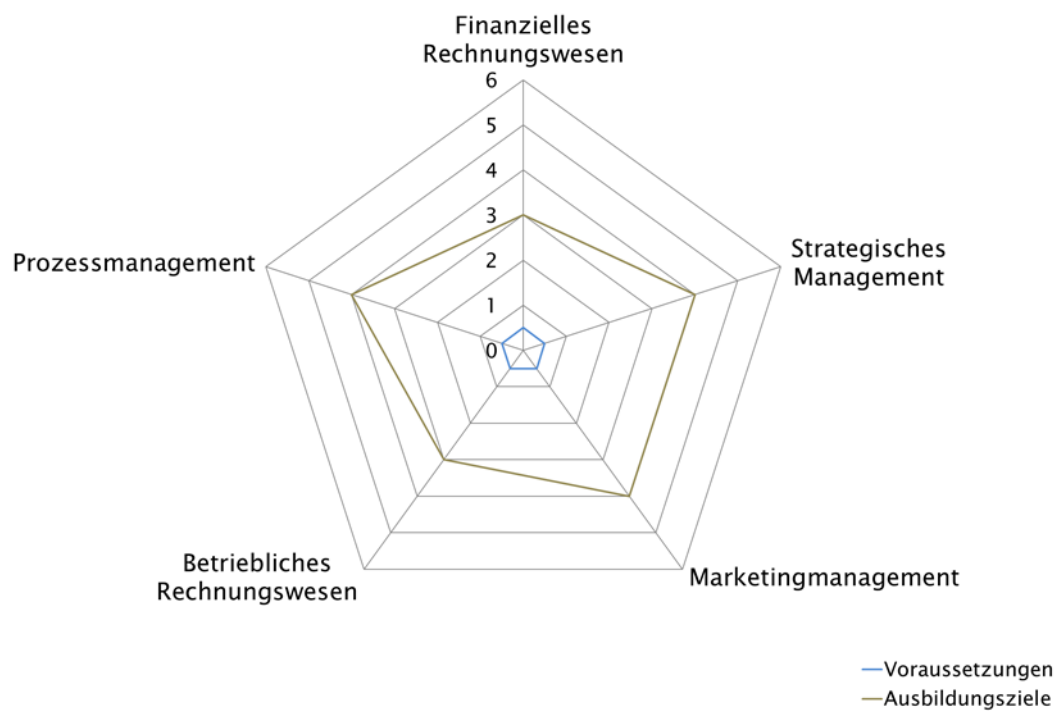 Finanzielles
Rechnungswesen
6
5
4
3
2
1
0
Strategisches
Management
Prozessmanagement
Betriebliches
Rechnungswesen
Marketingmanagement
Voraussetzungen
Ausbildungsziele